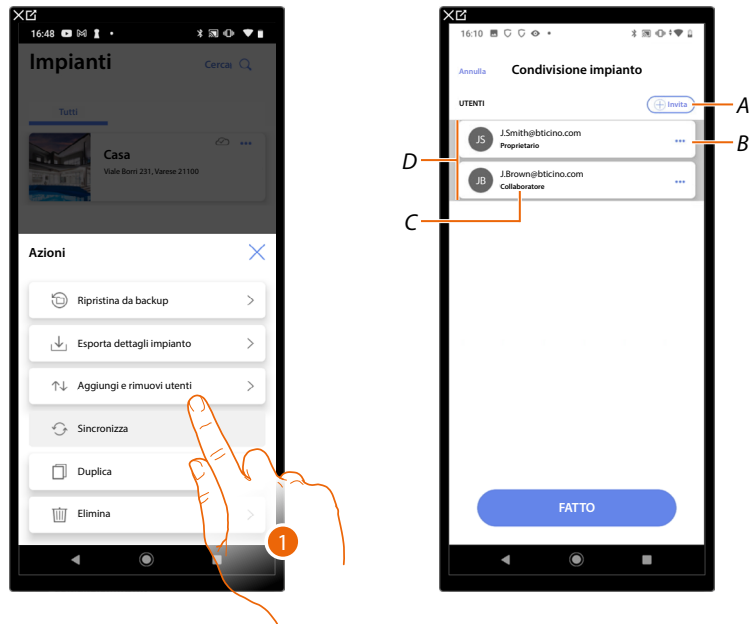 16:48
Impianti
Cercaı
Tutti
Casa
Viale Borri 231, Varese 21100
Azioni
Ripristina da backup
Esporta dettagli impianto
Aggiungi e rimuovi utenti
Sincronizza
Duplica
Elimina
1
16:10
Annulla Condivisione impianto
UTENTI
Invita
A
JS
J.Smith@bticino.com
Proprietario
B
D
JB
J.Brown@bticino.com
Collaboratore
C
FATTO